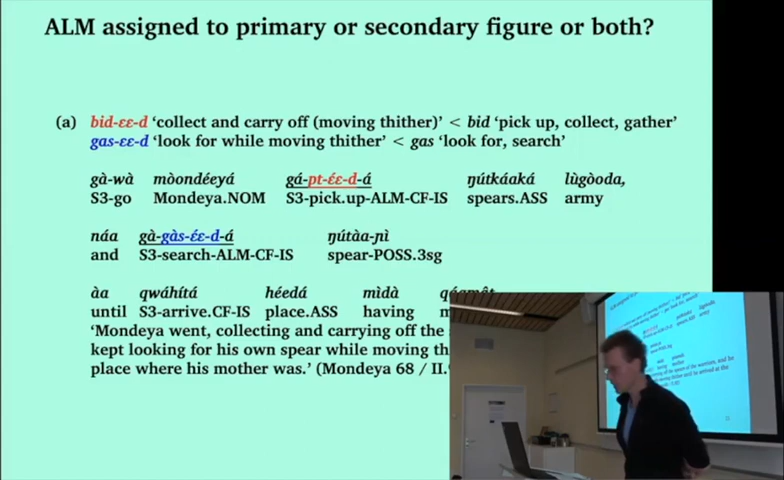 ALM assigned to primary or secondary figure or both?
(a) bid-ɛɛ-d ‘collect and carry off (moving thither)’ < bid ‘pick up, collect, gather’
gas-ɛɛ-d ‘look for while moving thither’ < gas ‘look for, search’
gà-wà mòondéeyá gá-pt-ɛ́ɛ-d-á ŋútkáaká lùgòoda,
S3-go Mondeya.NOM S3-pick.up-ALM-CF-IS spears.ASS army
náa gà-gàs-ɛ́ɛ-d-á ŋútàa-ɲì
and S3-search-ALM-CF-IS spear-POSS.3sg
àa qwáhítá héedá mìdà
until S3-arrive.CF-IS place.ASS having
‘Mondeya went, collecting and carrying off the
kept looking for his own spear while moving th
place where his mother was.’ (Mondeya 68 / II.